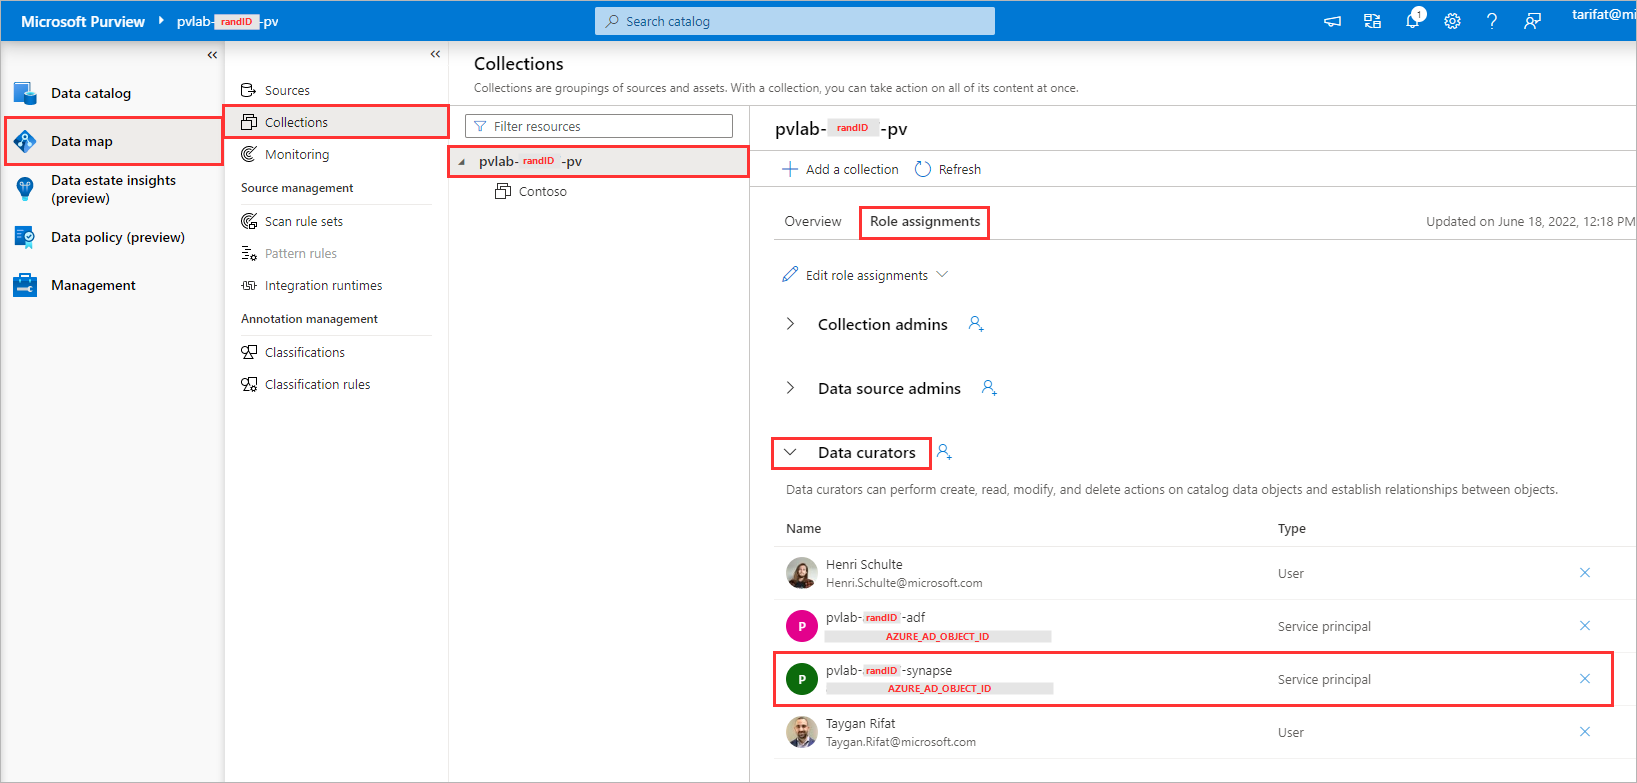 Microsoft Purview
pvlab-randID-pv
Search catalog
1
tarifat@mi
Data catalog
Data map
Data estate insights
(preview)
Data policy (preview)
Management
Sources
Collections
Monitoring
Source management
Scan rule sets
Pattern rules
Integration runtimes
Annotation management
Classifications
Classification rules
Collections
Collections are groupings of sources and assets. With a collection, you can take action on all of its content at once.
Filter resources
pvlab- randID -pv
Contoso
pvlab- randID -pv
Add a collection
Refresh
Overview
Role assignments
Updated on June 18, 2022, 12:18 PM
Edit role assignments
Collection admins
Data source admins
Data curators
Data curators can perform create, read, modify, and delete actions on catalog data objects and establish relationships between objects.
Name Type
Henri Schulte
Henri.Schulte@microsoft.com
User
P
pvlab-randID-adf
AZURE_AD_OBJECT_ID
Service principal
P
pvlab-randID-synapse
AZURE_AD_OBJECT_ID
Service principal
Taygan Rifat
Taygan.Rifat@microsoft.com
User